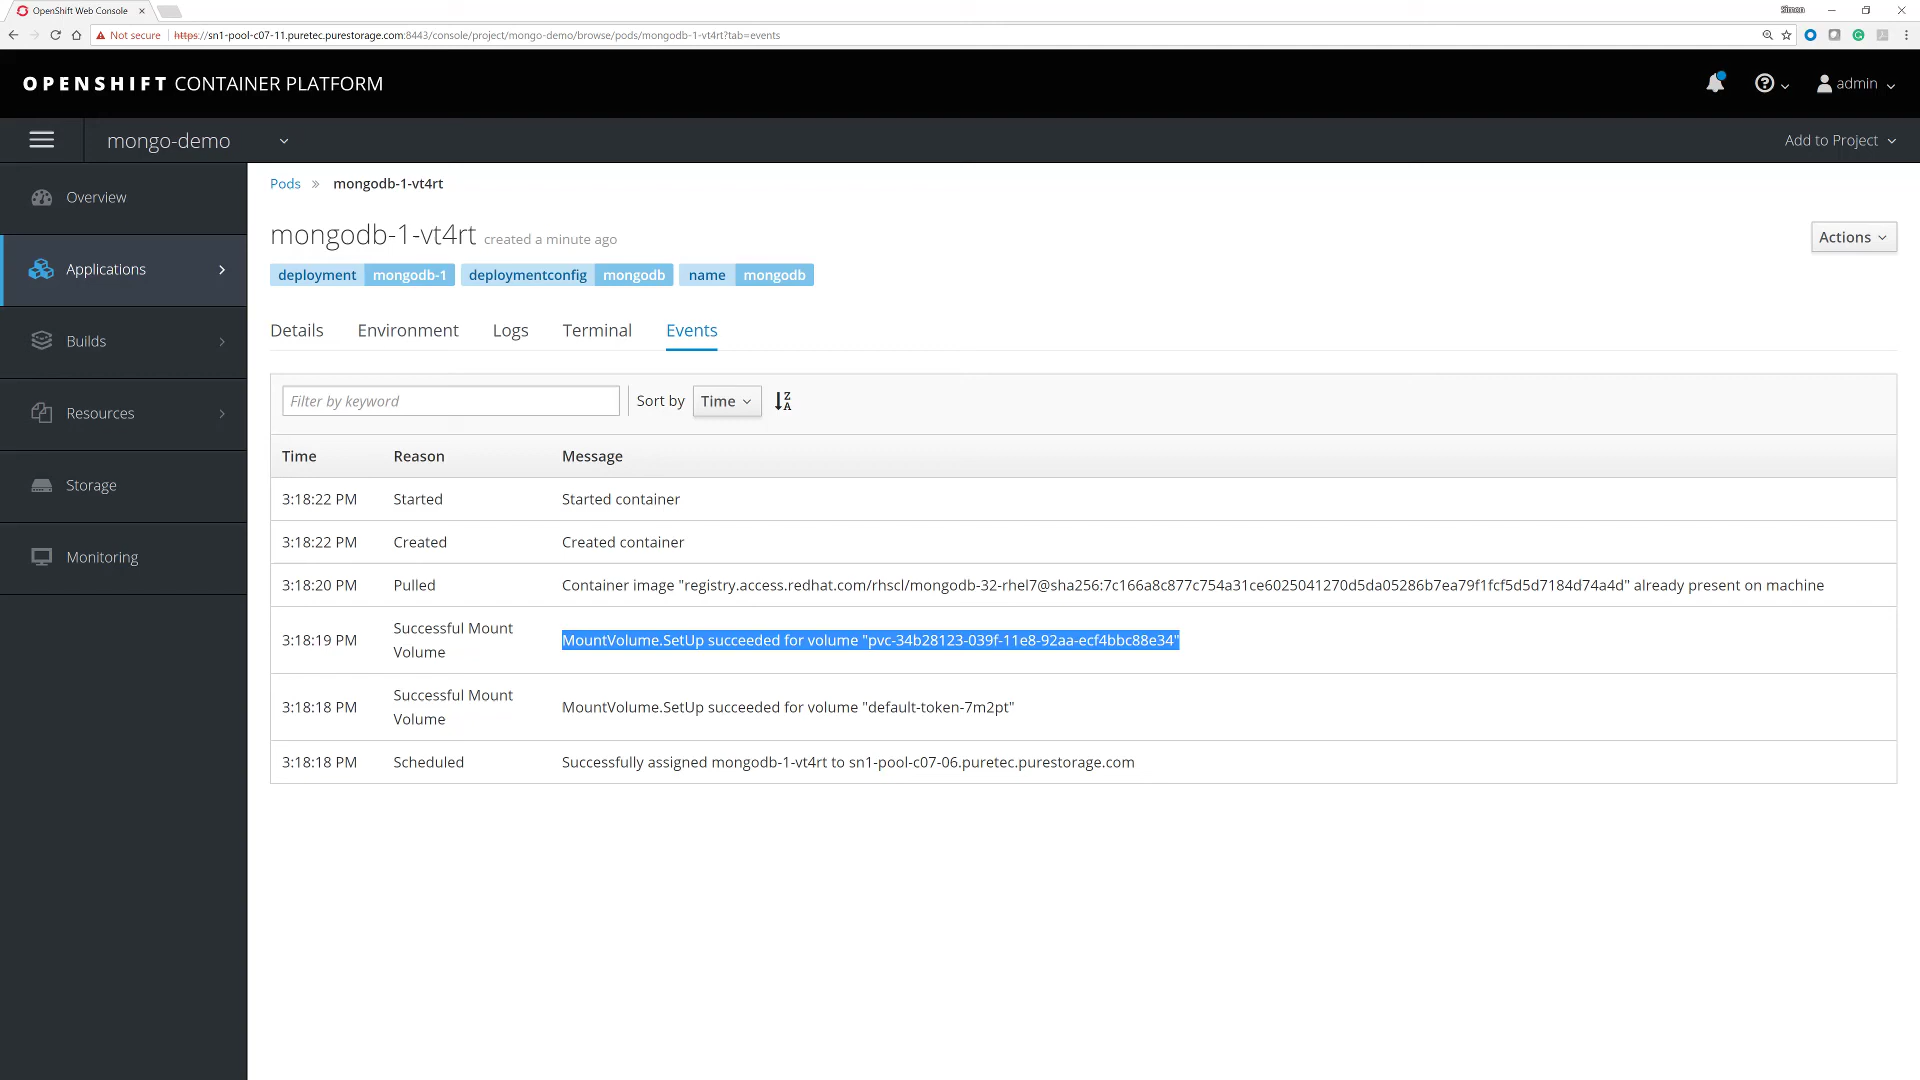 OpenShift Web Console
Simon
Not secure https://sn1-pool-c07-11.puretec.purestorage.com:8443/console/project/mongo-demo/browse/pods/mongodb-1-vt4rt?tab=events
OPENSHIFT CONTAINER PLATFORM
admin
mongo-demo
Add to Project
Overview
Applications
Builds
Resources
Storage
Monitoring
Pods » mongodb-1-vt4rt
mongodb-1-vt4rt created a minute ago
Actions
deployment mongodb-1 deploymentconfig mongodb name mongodb
Details Environment Logs Terminal Events
Filter by keyword Sort by Time
Time Reason Message
3:18:22 PM Started Started container
3:18:22 PM Created Created container
3:18:20 PM Pulled Container image "registry.access.redhat.com/rhscl/mongodb-32-rhel7@sha256:7c166a8c877c754a31ce6025041270d5da05286b7ea79f1fcf5d5d7184d74a4d" already present on machine
3:18:19 PM Successful Mount Volume MountVolume.SetUp succeeded for volume "pvc-34b28123-039f-11e8-92aa-ecf4bbc88e34"
3:18:18 PM Successful Mount Volume MountVolume.SetUp succeeded for volume "default-token-7m2pt"
3:18:18 PM Scheduled Successfully assigned mongodb-1-vt4rt to sn1-pool-c07-06.puretec.purestorage.com